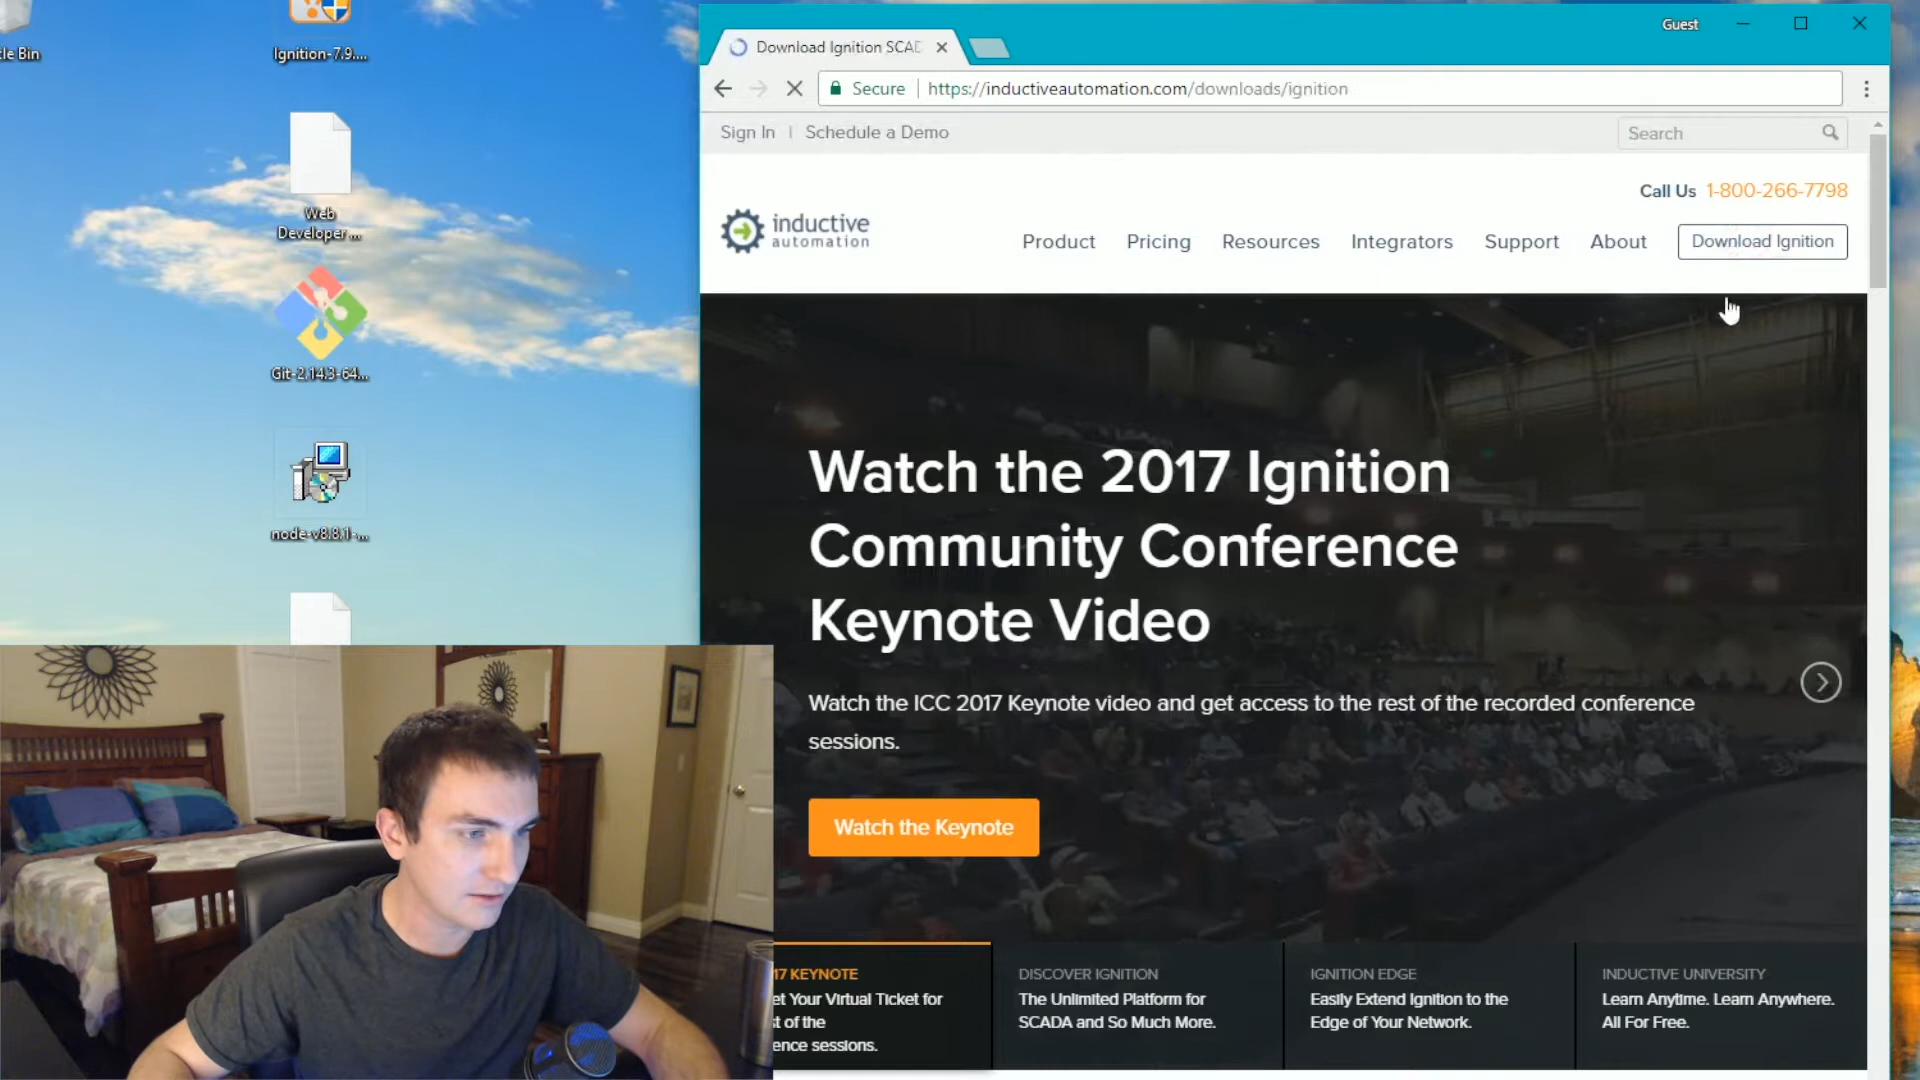 le Bin
Ignition-7.9....
Web
Developer ...
Git-2.14.3-64...
node-v8.8.1-...
Guest
Download Ignition SCAD
Secure
https://inductiveautomation.com/downloads/ignition
Sign In | Schedule a Demo
Search
Call Us 1-800-266-7798
inductive
automation
Product
Pricing
Resources
Integrators
Support
About
Download Ignition
Watch the 2017 Ignition
Community Conference
Keynote Video
Watch the ICC 2017 Keynote video and get access to the rest of the recorded conference
sessions.
Watch the Keynote
17 KEYNOTE
et Your Virtual Ticket for
t of the
ence sessions.
DISCOVER IGNITION
The Unlimited Platform for
SCADA and So Much More.
IGNITION EDGE
Easily Extend Ignition to the
Edge of Your Network.
INDUCTIVE UNIVERSITY
Learn Anytime. Learn Anywhere.
All For Free.